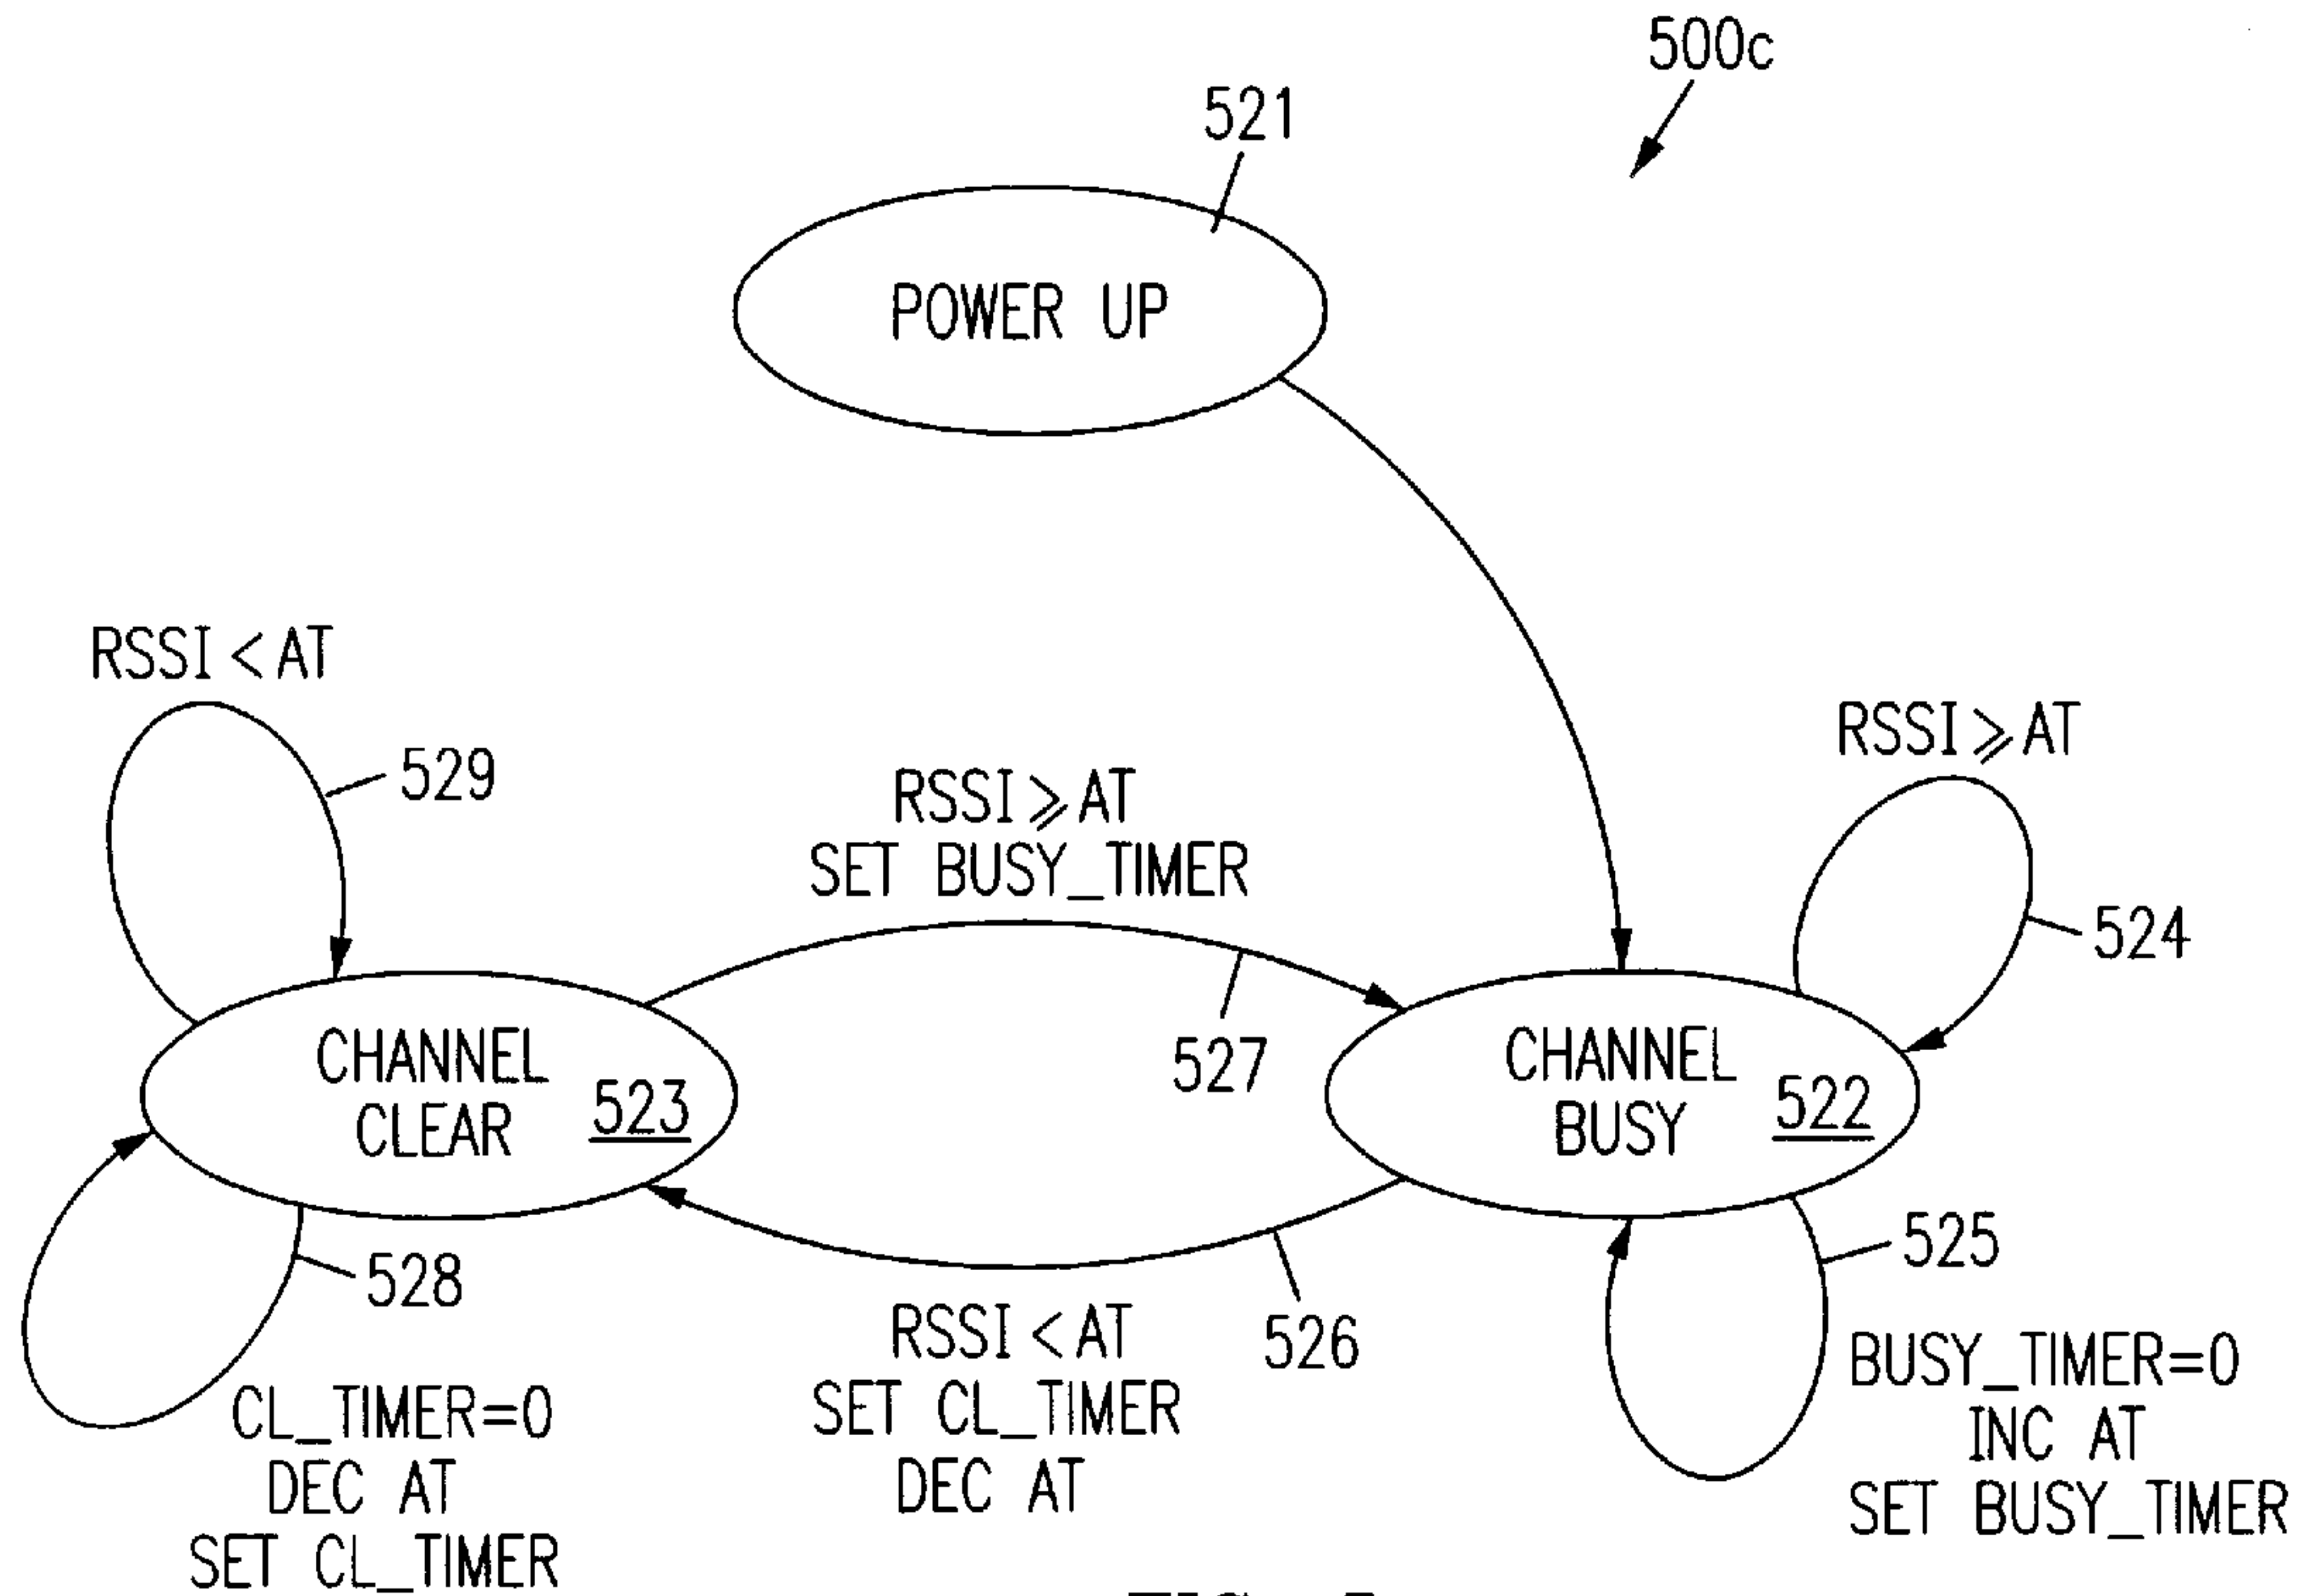 500c
521
POWER UP
RSSI < AT
529
RSSI ⩾ AT
SET BUSY_TIMER
RSSI ⩾ AT
524
527
CHANNEL
CLEAR
523
CHANNEL
BUSY
522
528
CL_TIMER=0
DEC AT
SET CL_TIMER
526
RSSI < AT
SET CL_TIMER
DEC AT
525
BUSY_TIMER=0
INC AT
SET BUSY_TIMER